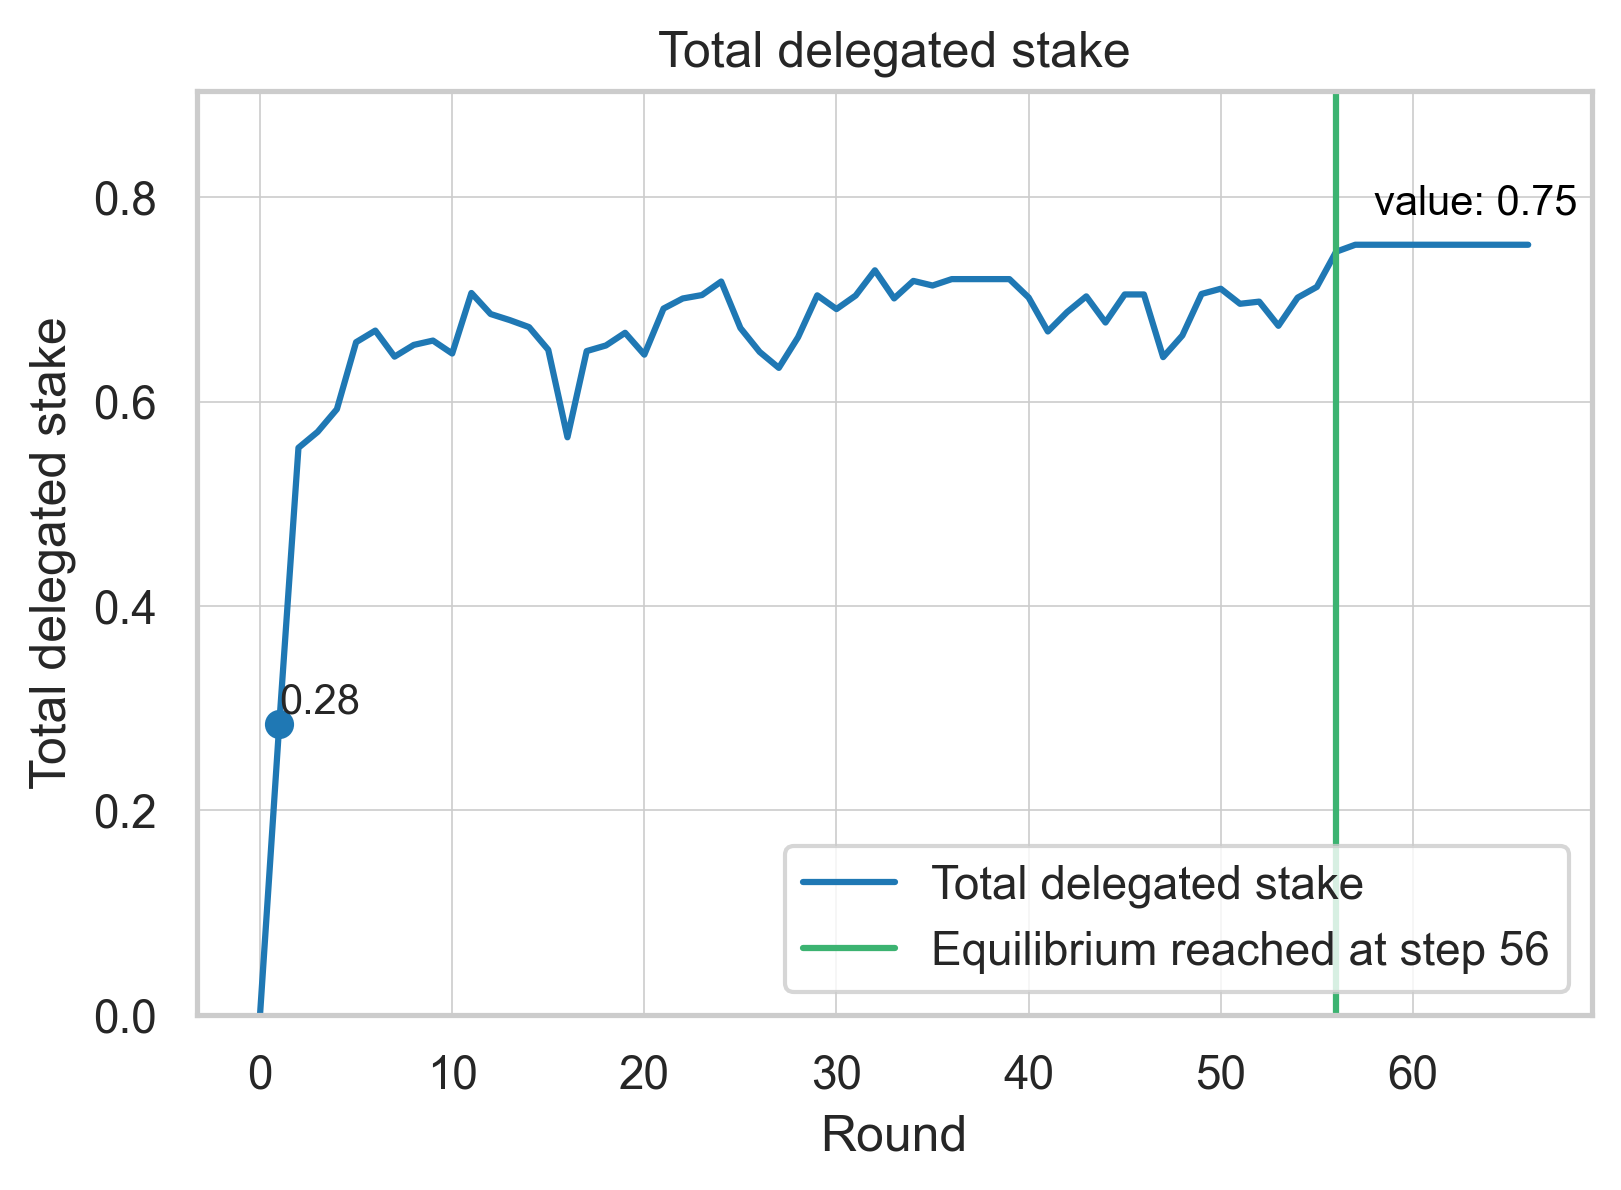 Total delegated stake
Total delegated stake
0.8
0.6
0.4
0.2
0.0
value: 0.75
0.28
Total delegated stake
Equilibrium reached at step 56
0
10
20
30
40
50
60
Round